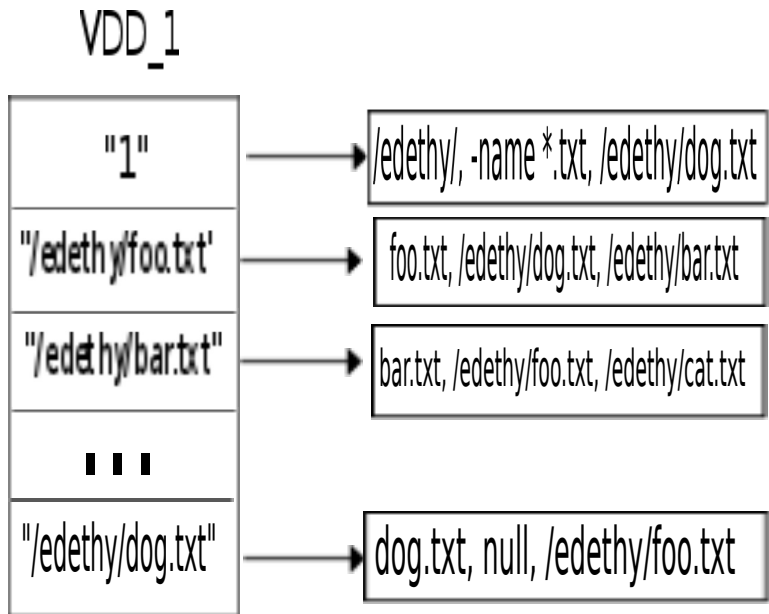 VDD_1
"1"
/edethy/, -name *.txt, /edethy/dog.txt
"/edethy/foo.txt'
foo.txt, /edethy/dog.txt, /edethy/bar.txt
"/edethy/bar.txt"
bar.txt, /edethy/foo.txt, /edethy/cat.txt
...
"/edethy/dog.txt"
dog.txt, null, /edethy/foo.txt